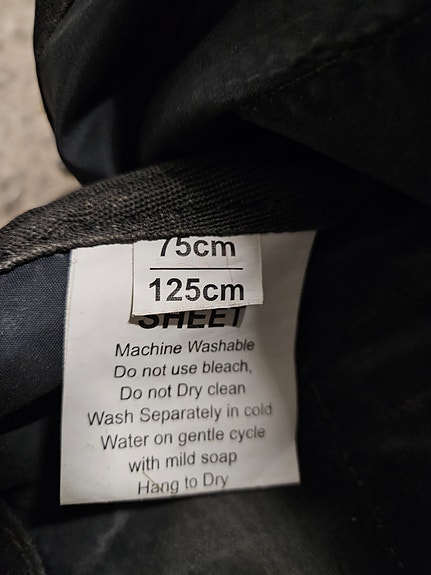 75cm
125cm
SHEET
Machine Washable
Do not use bleach,
Do not Dry clean
Wash Separately in cold
Water on gentle cycle
with mild soap
Hang to Dry